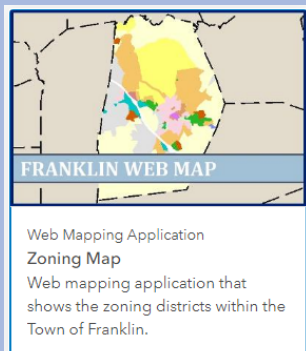 FRANKLIN WEB MAP
Web Mapping Application
Zoning Map
Web mapping application that
shows the zoning districts within the
Town of Franklin.